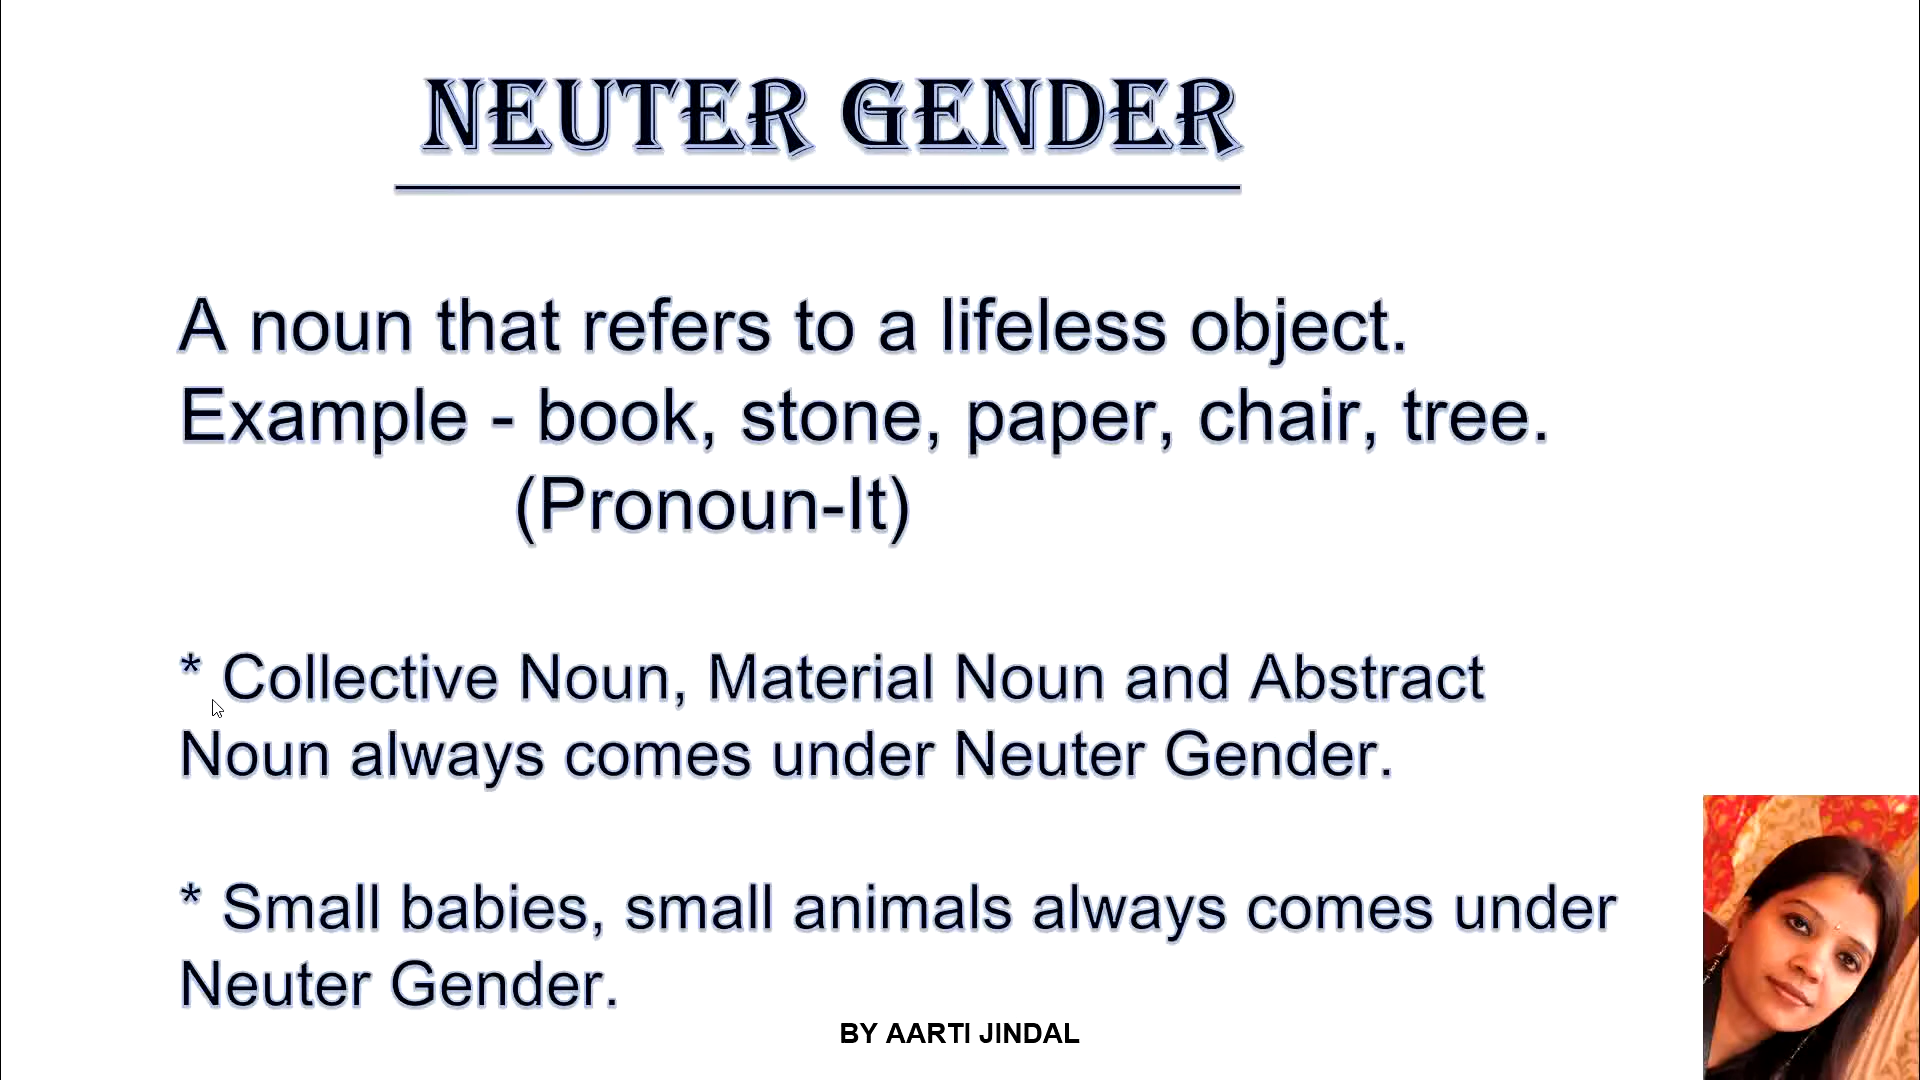 NEUTER GENDER
A noun that refers to a lifeless object.
Example - book, stone, paper, chair, tree.
(Pronoun-It)
* Collective Noun, Material Noun and Abstract
Noun always comes under Neuter Gender.
* Small babies, small animals always comes under
Neuter Gender.
BY AARTI JINDAL